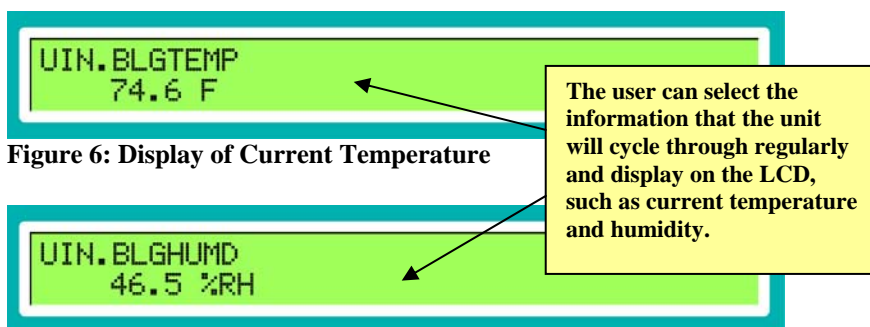 UIN.BLGTEMP
74.6 F
The user can select the
information that the unit
will cycle through regularly
and display on the LCD,
such as current temperature
and humidity.
Figure 6: Display of Current Temperature
UIN.BLGHUMD
46.5 %RH